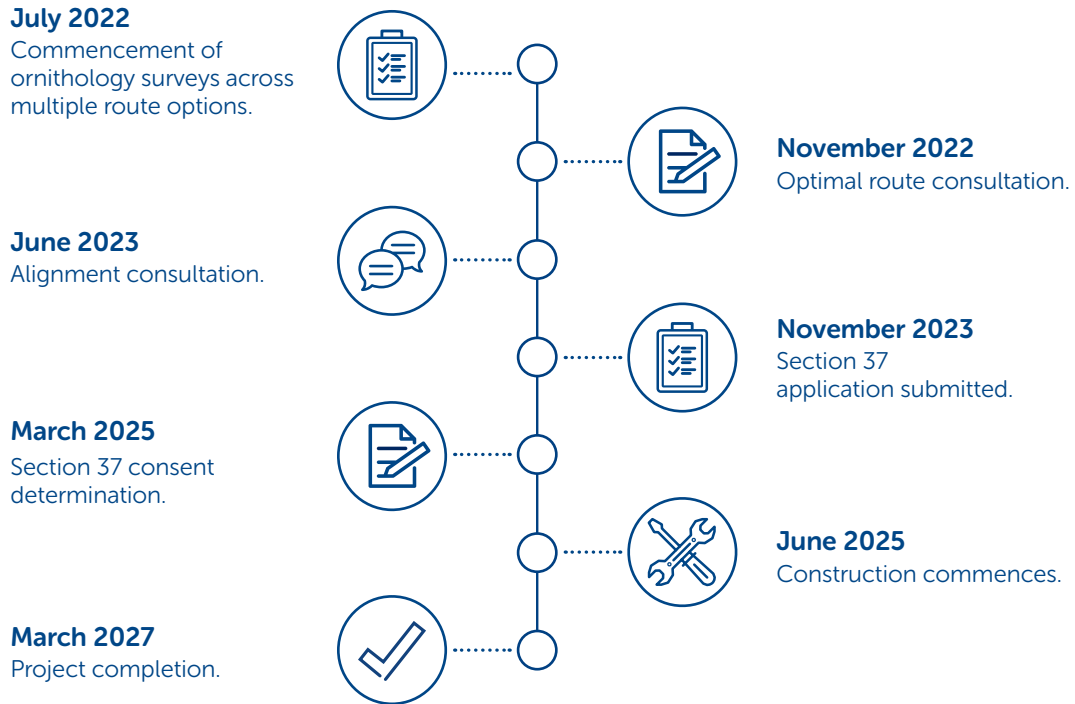 July 2022
Commencement of
ornithology surveys across
multiple route options.
November 2022
Optimal route consultation.
June 2023
Alignment consultation.
November 2023
Section 37
application submitted.
March 2025
Section 37 consent
determination.
June 2025
Construction commences.
March 2027
Project completion.